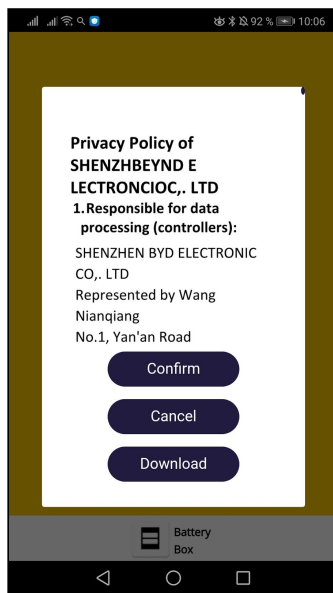 92 % 10:06
Privacy Policy of
SHENZHBEYND E
LECTRONCIOC,. LTD
1.Responsible for data
processing (controllers):
SHENZHEN BYD ELECTRONIC
CO,. LTD
Represented by Wang
Nianqiang
No.1, Yan'an Road
Confirm
Cancel
Download
Battery
Box